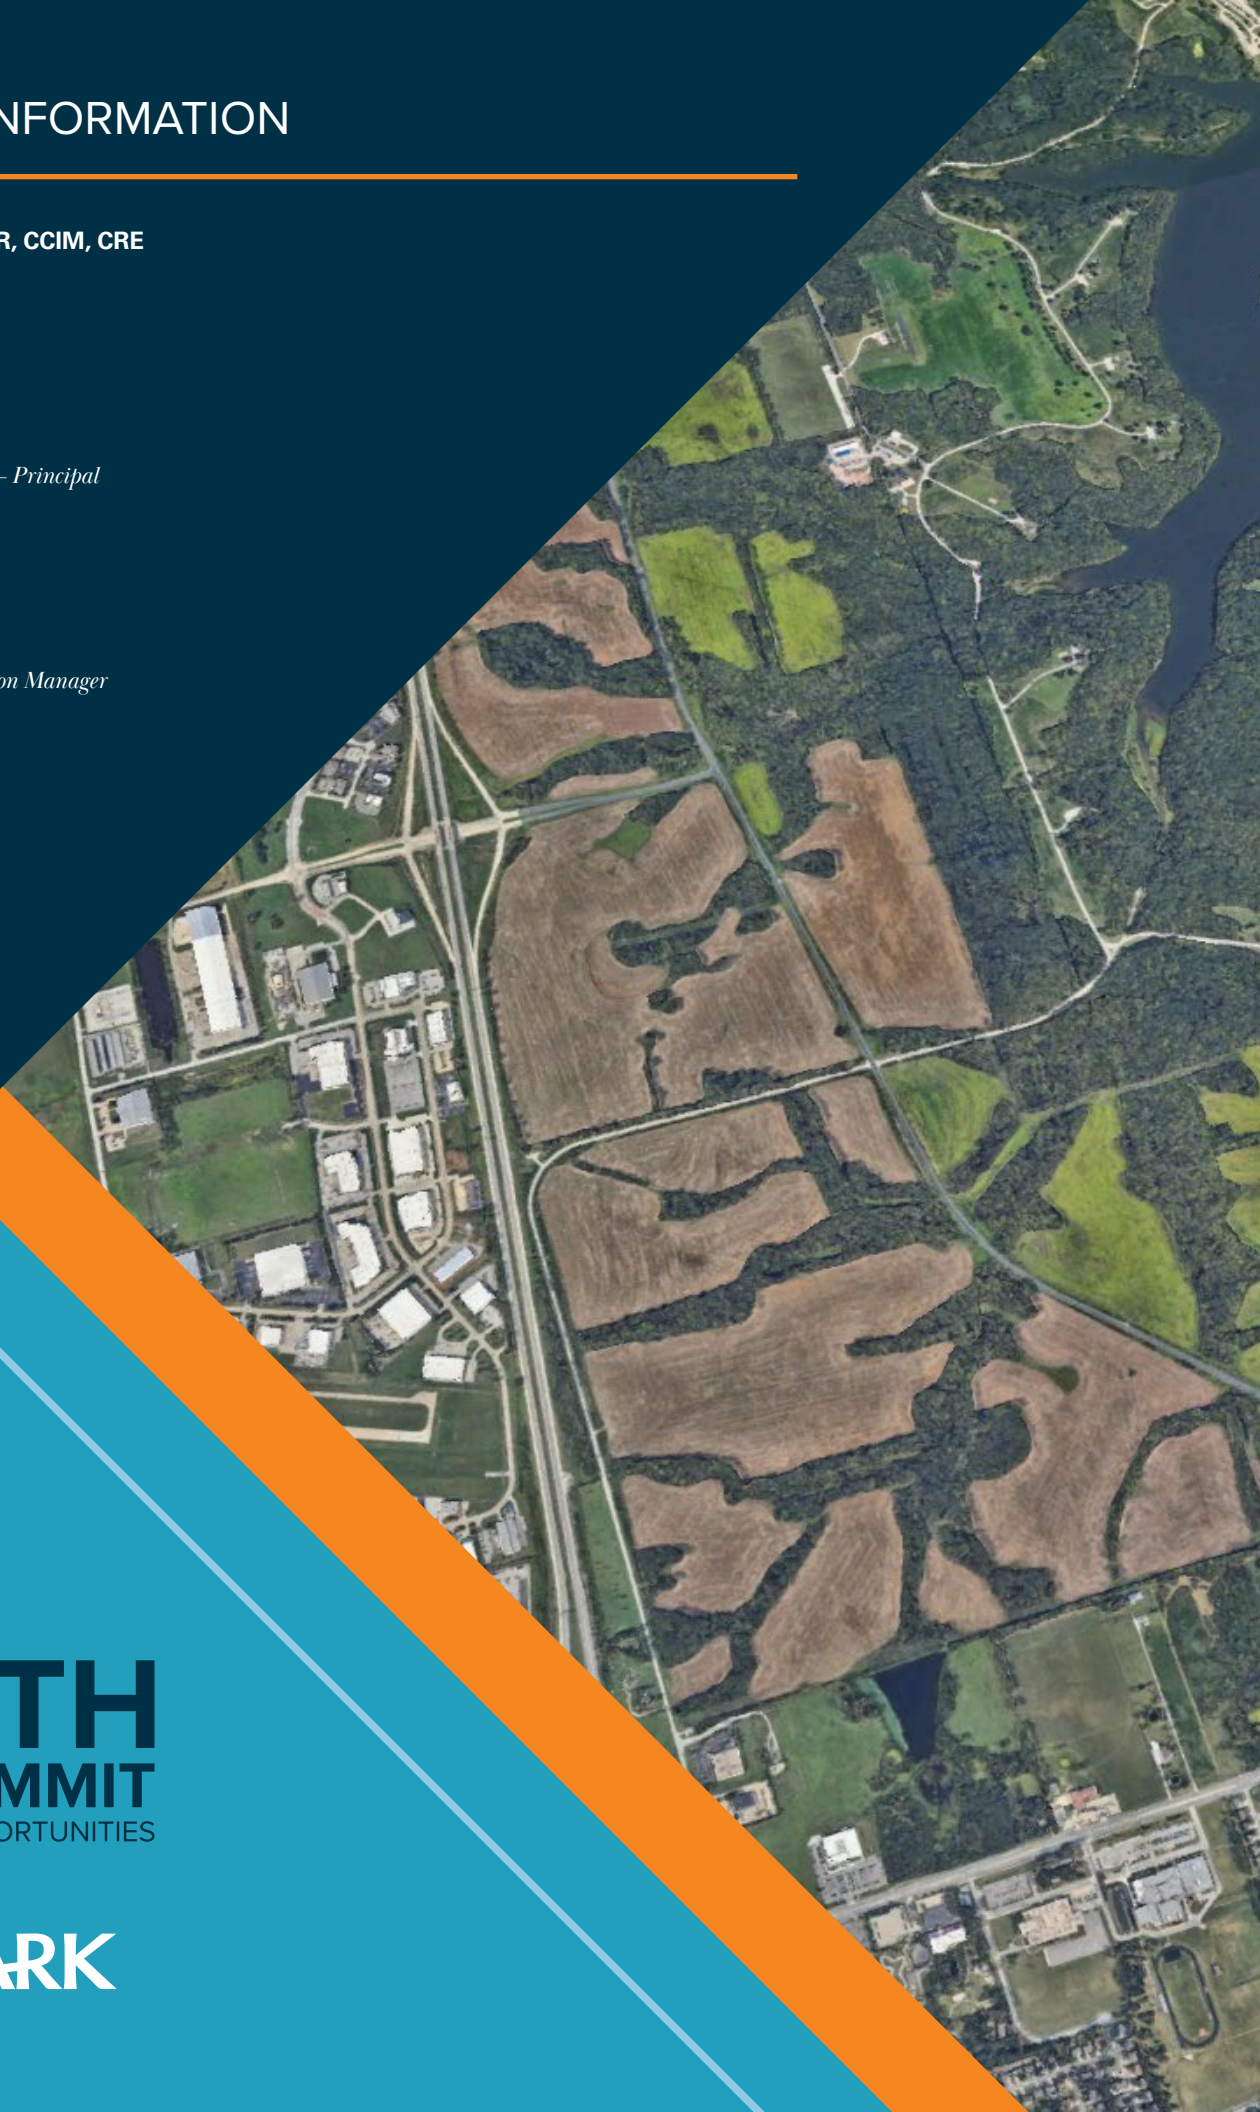 NFORMATION
R, CCIM, CRE
– Principal
on Manager
TH
MMIT
ORTUNITIES
ARK